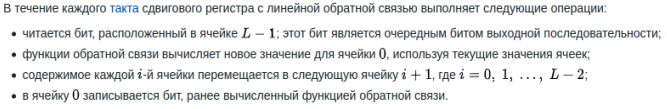 В течение каждого такта сдвигового регистра с линейной обратной связью выполняет следующие операции:
• читается бит, расположенный в ячейке L − 1; этот бит является очередным битом выходной последовательности;
• функции обратной связи вычисляет новое значение для ячейки 0, используя текущие значения ячеек;
• содержимое каждой i-й ячейки перемещается в следующую ячейку i + 1, где i = 0, 1, …, L − 2;
• в ячейку 0 записывается бит, ранее вычисленный функцией обратной связи.